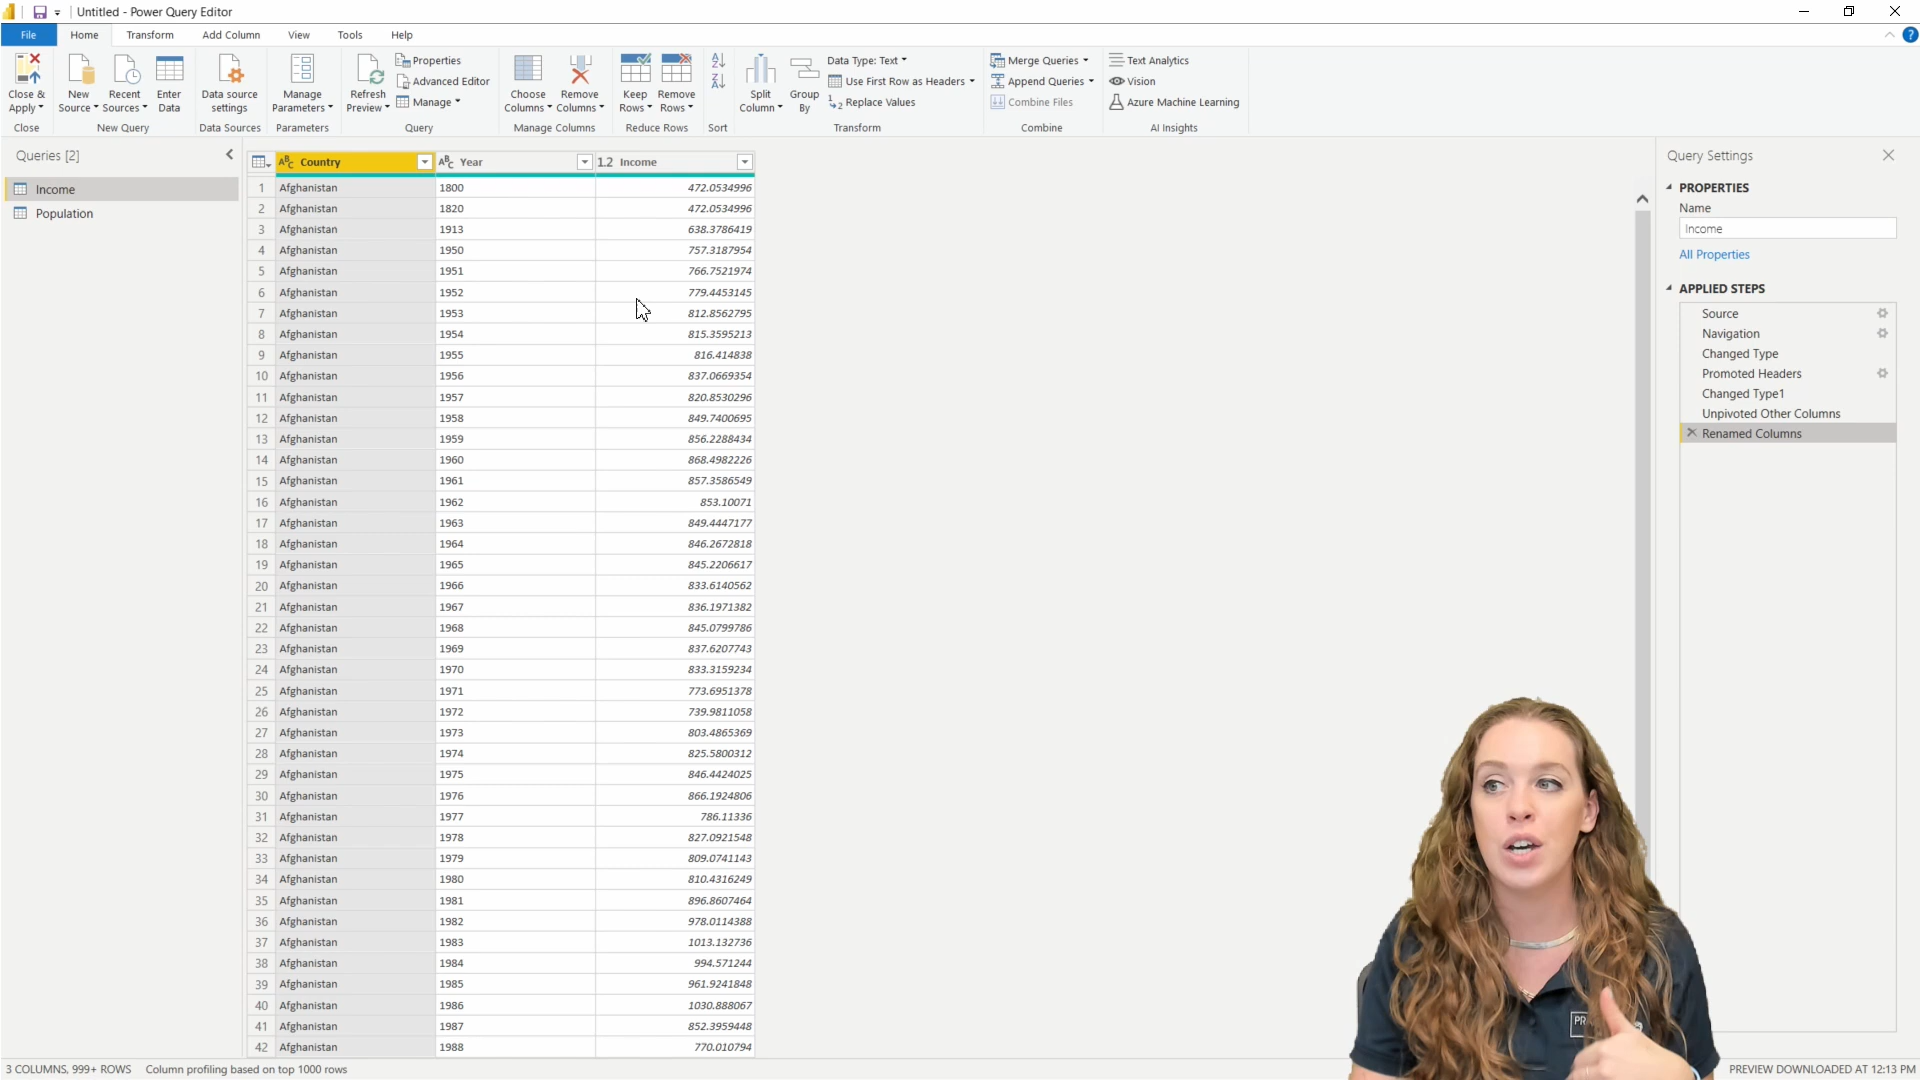 Untitled - Power Query Editor
File Home Transform Add Column View Tools Help
Close & Apply
New Source
Recent Sources
Enter Data
Data source settings
Manage Parameters
Refresh Preview
Properties
Advanced Editor
Manage
Choose Columns
Remove Columns
Keep Rows
Remove Rows
Split Column
Group By
Data Type: Text
Use First Row as Headers
Replace Values
Merge Queries
Append Queries
Combine Files
Text Analytics
Vision
Azure Machine Learning
Close New Query Data Sources Parameters Query Manage Columns Reduce Rows Sort Transform Combine AI Insights
Queries [2]
Income
Population
Country Year 1.2 Income
1 Afghanistan 1800 472.0534996
2 Afghanistan 1820 472.0534996
3 Afghanistan 1913 638.3786419
4 Afghanistan 1950 757.3187954
5 Afghanistan 1951 766.7521974
6 Afghanistan 1952 779.4453145
7 Afghanistan 1953 812.8562795
8 Afghanistan 1954 815.3595213
9 Afghanistan 1955 816.414838
10 Afghanistan 1956 837.0669354
11 Afghanistan 1957 820.8530296
12 Afghanistan 1958 849.7400695
13 Afghanistan 1959 856.2288434
14 Afghanistan 1960 868.4982226
15 Afghanistan 1961 857.3586549
16 Afghanistan 1962 853.10071
17 Afghanistan 1963 849.4447177
18 Afghanistan 1964 846.2672818
19 Afghanistan 1965 845.2206617
20 Afghanistan 1966 833.6140562
21 Afghanistan 1967 836.1971382
22 Afghanistan 1968 845.0799786
23 Afghanistan 1969 837.6207743
24 Afghanistan 1970 833.3159234
25 Afghanistan 1971 773.6951378
26 Afghanistan 1972 739.9811058
27 Afghanistan 1973 803.4865369
28 Afghanistan 1974 825.5800312
29 Afghanistan 1975 846.4424025
30 Afghanistan 1976 866.1924806
31 Afghanistan 1977 786.11336
32 Afghanistan 1978 827.0921548
33 Afghanistan 1979 809.0741143
34 Afghanistan 1980 810.4316249
35 Afghanistan 1981 896.8607464
36 Afghanistan 1982 978.0114388
37 Afghanistan 1983 1013.132736
38 Afghanistan 1984 994.571244
39 Afghanistan 1985 961.9241848
40 Afghanistan 1986 1030.888067
41 Afghanistan 1987 852.3959448
42 Afghanistan 1988 770.010794
Query Settings
PROPERTIES
Name
Income
All Properties
APPLIED STEPS
Source
Navigation
Changed Type
Promoted Headers
Changed Type1
Unpivoted Other Columns
Renamed Columns
PR
3 COLUMNS, 999+ ROWS Column profiling based on top 1000 rows
PREVIEW DOWNLOADED AT 12:13 PM